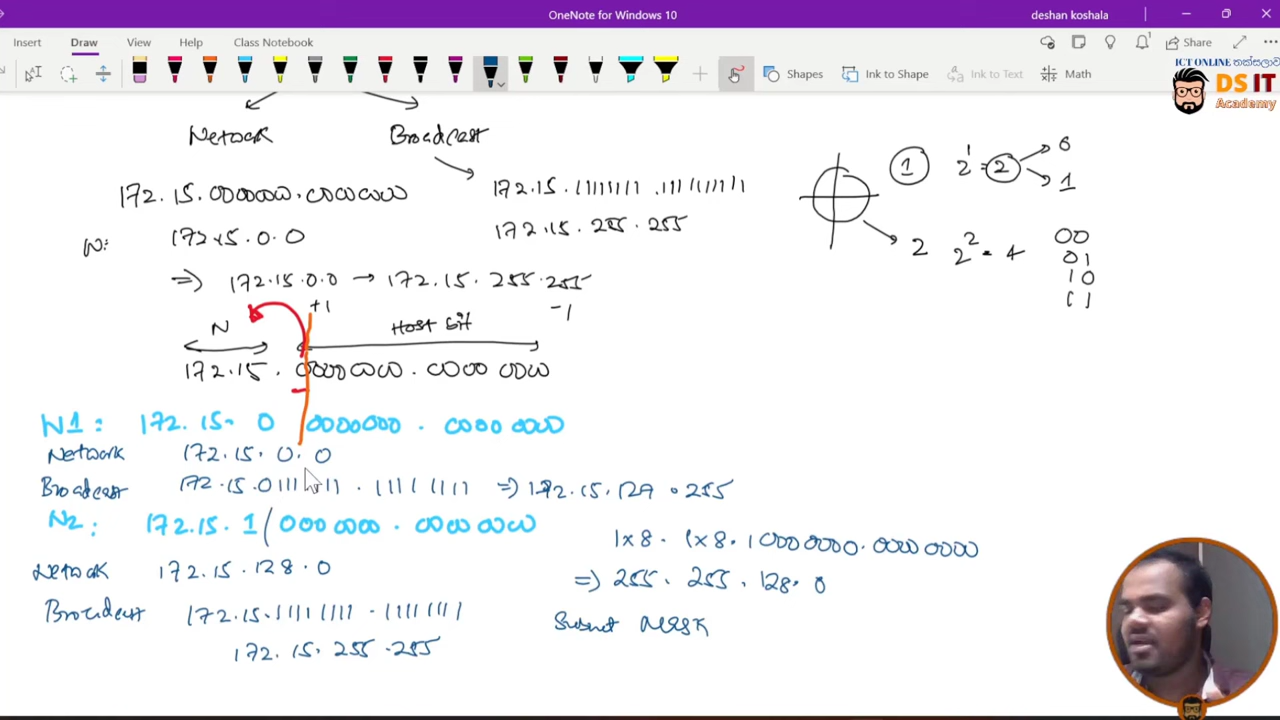 OneNote for Windows 10
deshan koshala
Insert Draw View Help Class Notebook
Share
Shapes Ink to Shape Ink to Text Math
ICT ONLINE තක්සලාව
DS IT
Academy
Network Broadcast
172.15.00000000.00000000
172.15.11111111.11111111
N: 172.15.0.0
172.15.255.255
⇒ 172.15.0.0 → 172.15.255.255
+1 -1
N Host bit
172.15.00000000.00000000
1 2¹ = 2 0
1
2 2² = 4 00
01
10
11
N1: 172.15.0 0000000.00000000
Network 172.15.0.0
Broadcast 172.15.01111111.11111111 ⇒ 172.15.127.255
N2: 172.15.1/0000000.00000000
Network 172.15.128.0
Broadcast 172.15.11111111.11111111
172.15.255.255
1x8.1x8.10000000.00000000
⇒ 255.255.128.0
Subnet Mask